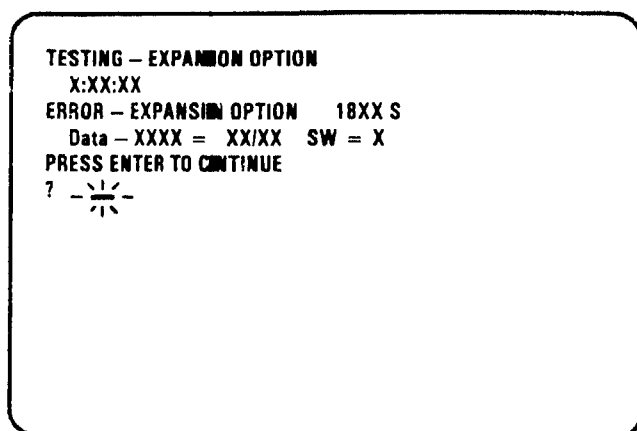 TESTING – EXPANSION OPTION
X:XX:XX
ERROR – EXPANSION OPTION 18XX S
Data – XXXX = XX/XX SW = X
PRESS ENTER TO CONTINUE
? –